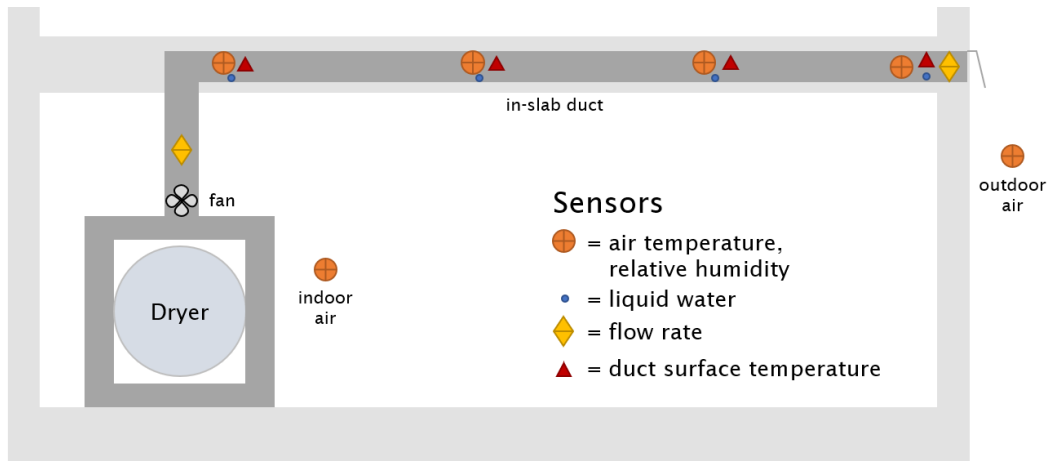 in-slab duct
fan
outdoor
air
Sensors
= air temperature,
relative humidity
indoor
air
= liquid water
Dryer
= flow rate
= duct surface temperature